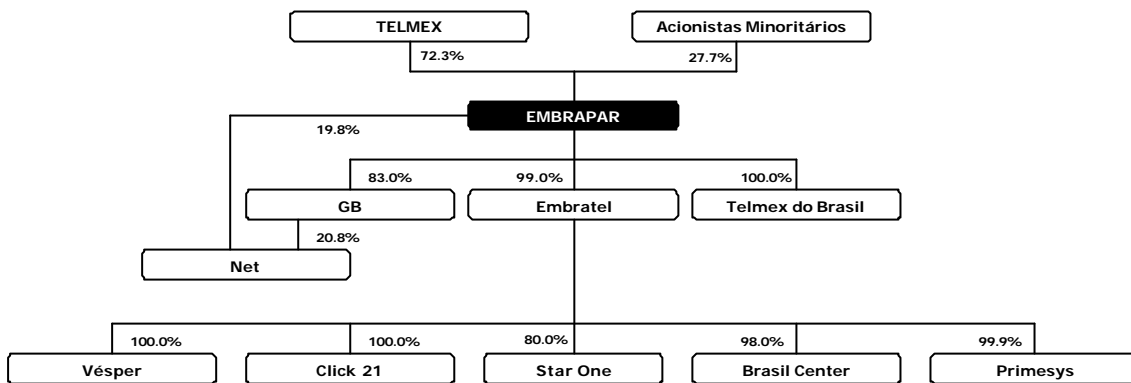 TELMEX
Acionistas Minoritários
72.3%
27.7%
EMBRAPAR
19.8%
83.0%
99.0%
100.0%
GB
Embratel
Telmex do Brasil
20.8%
Net
100.0%
100.0%
80.0%
98.0%
99.9%
Vésper
Click 21
Star One
Brasil Center
Primesys